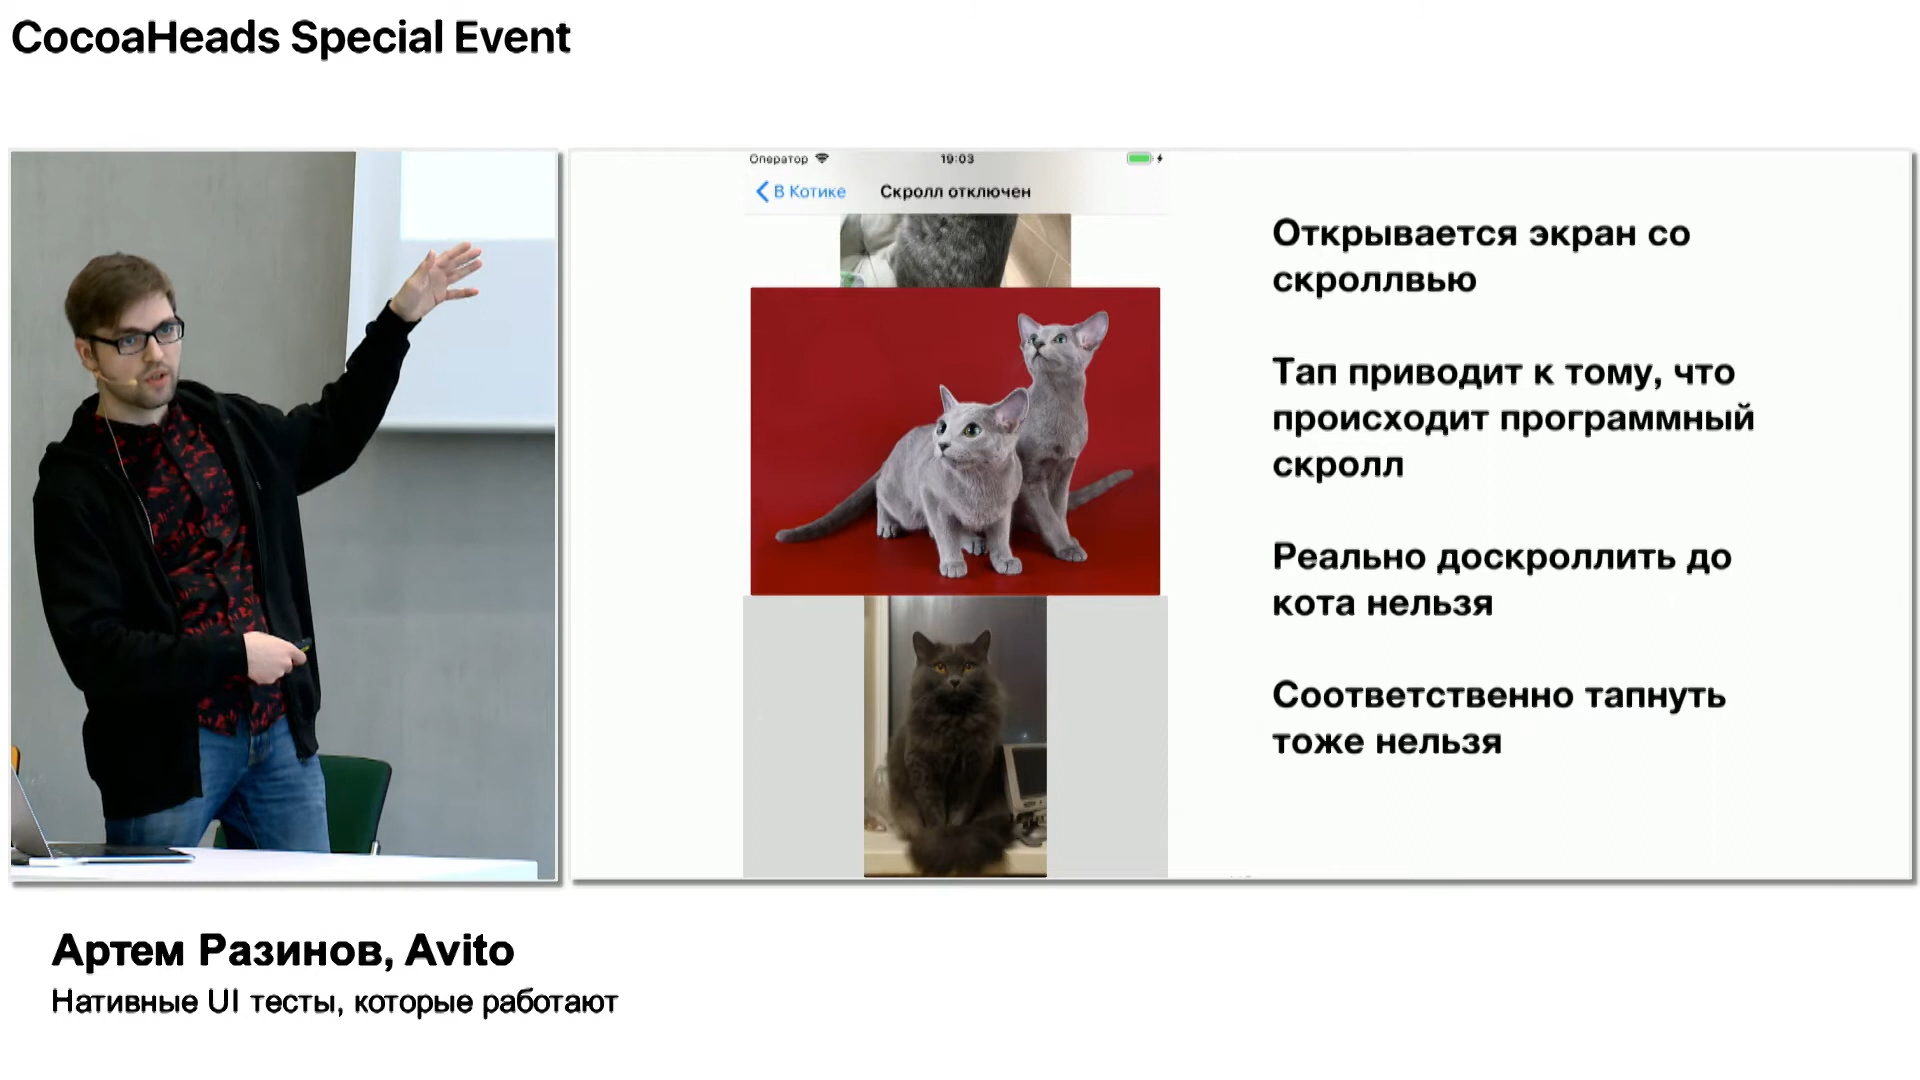 CocoaHeads Special Event
Оператор
19:03
В Котике
Скролл отключен
Открывается экран со
скроллвью
Тап приводит к тому, что
происходит программный
скролл
Реально доскроллить до
кота нельзя
Соответственно тапнуть
тоже нельзя
Артем Разинов, Avito
Нативные UI тесты, которые работают